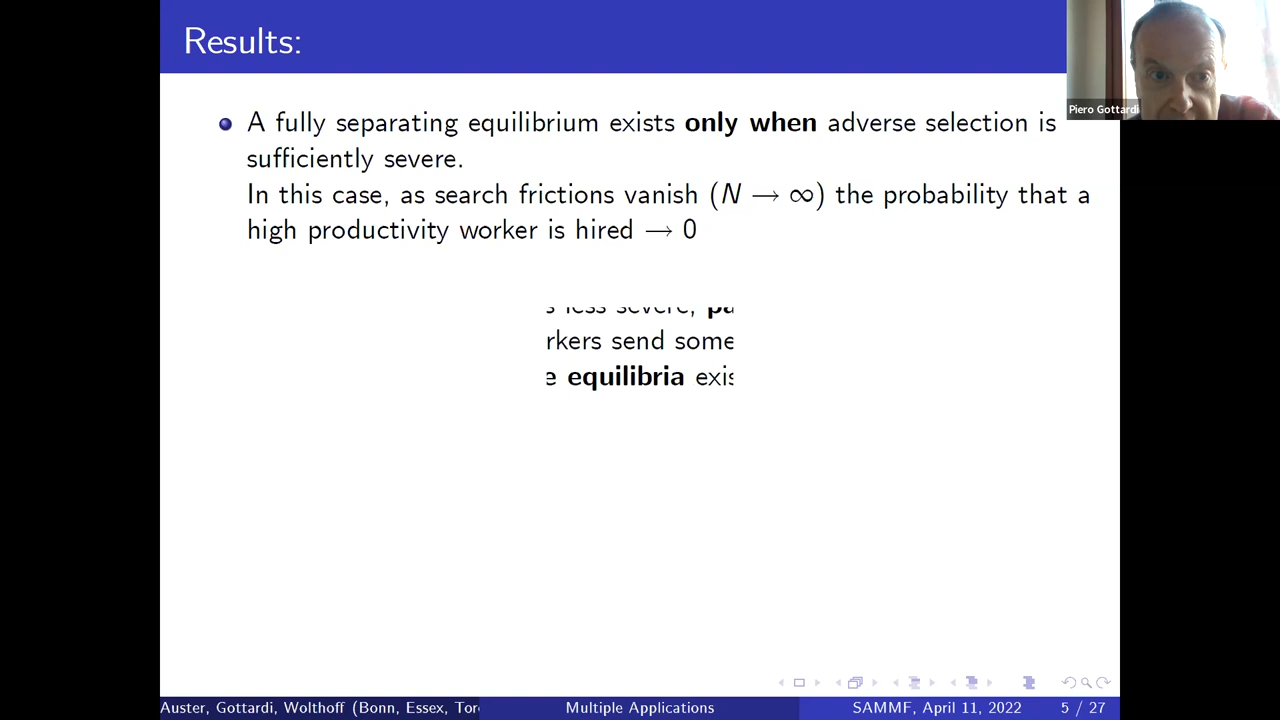 Results:
Piero Gottardi
A fully separating equilibrium exists only when adverse selection is
sufficiently severe.
In this case, as search frictions vanish (N → ∞) the probability that a
high productivity worker is hired → 0
less severe,
send some
equilibria
Auster, Gottardi, Wolthoff (Bonn, Essex,
Multiple Applications
SAMMF, April 11, 2022
5 / 27